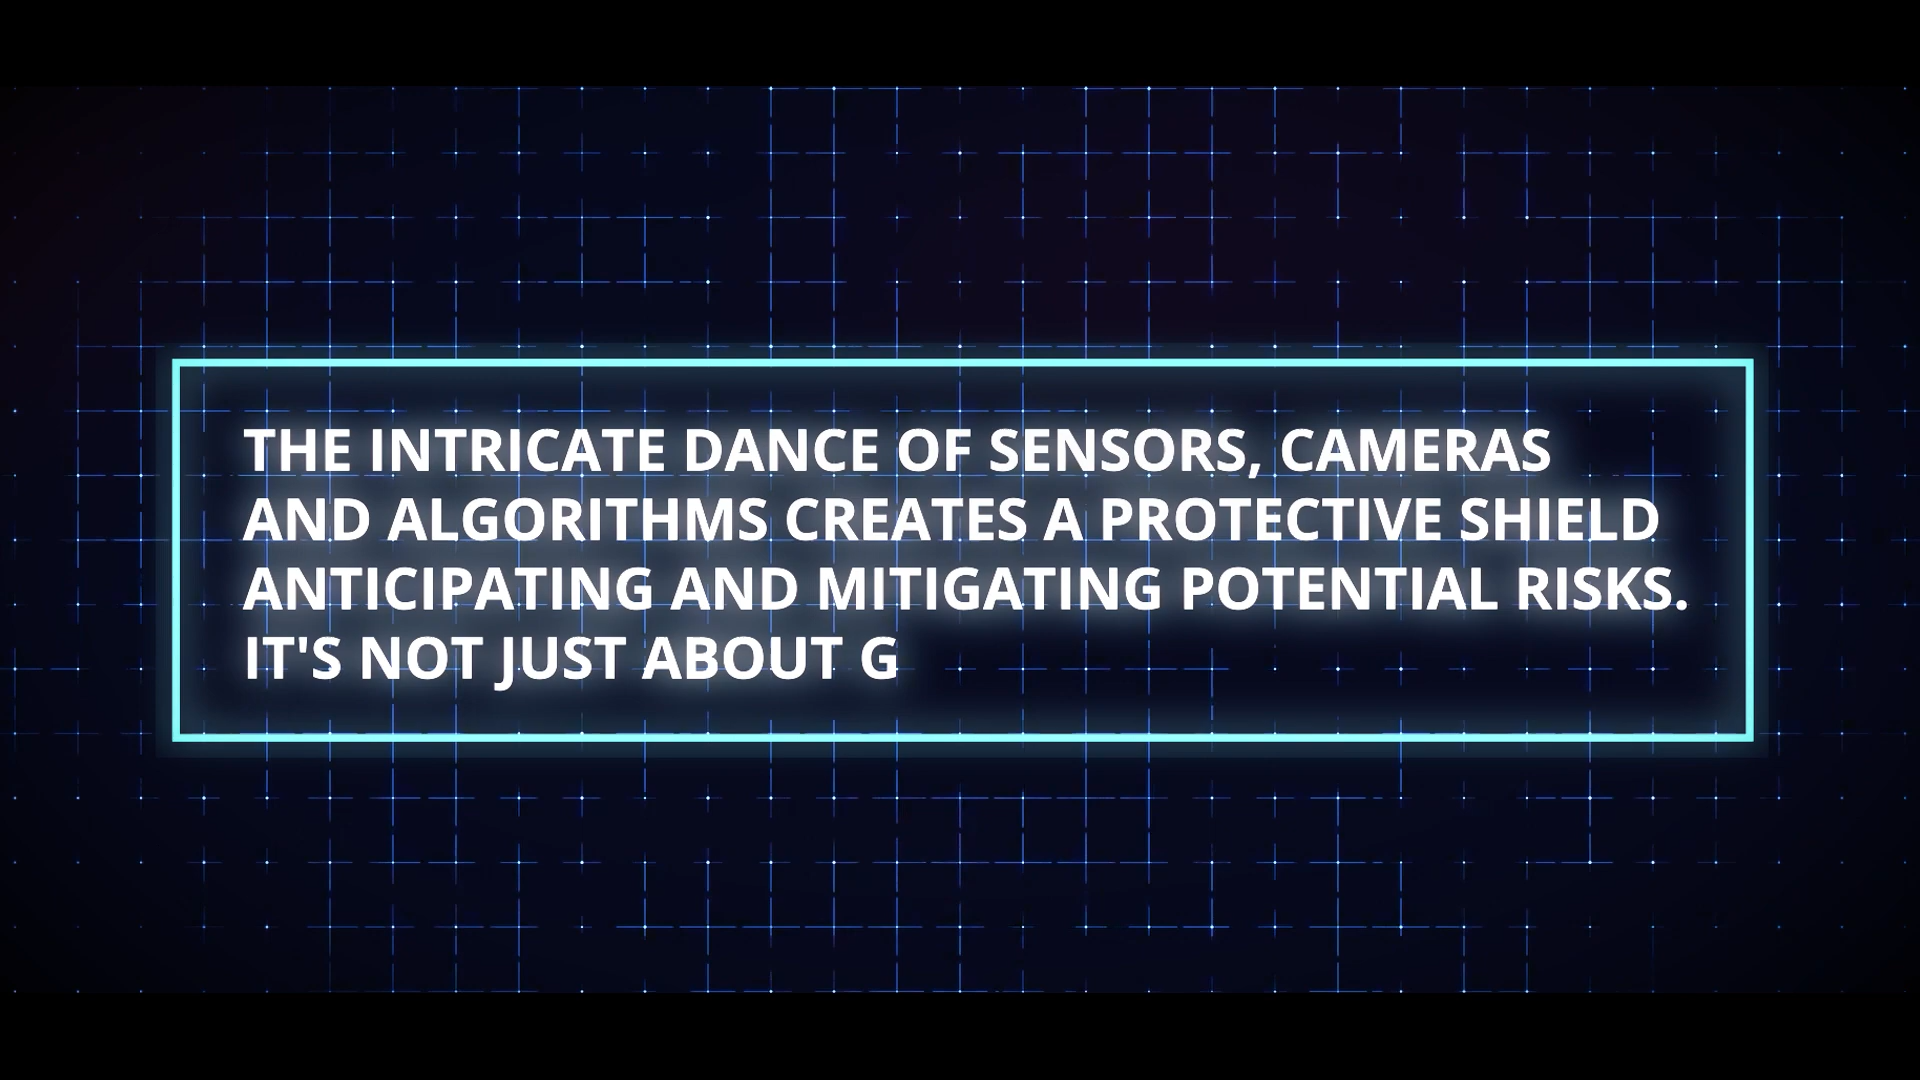 THE INTRICATE DANCE OF SENSORS, CAMERAS
AND ALGORITHMS CREATES A PROTECTIVE SHIELD
ANTICIPATING AND MITIGATING POTENTIAL RISKS.
IT'S NOT JUST ABOUT G